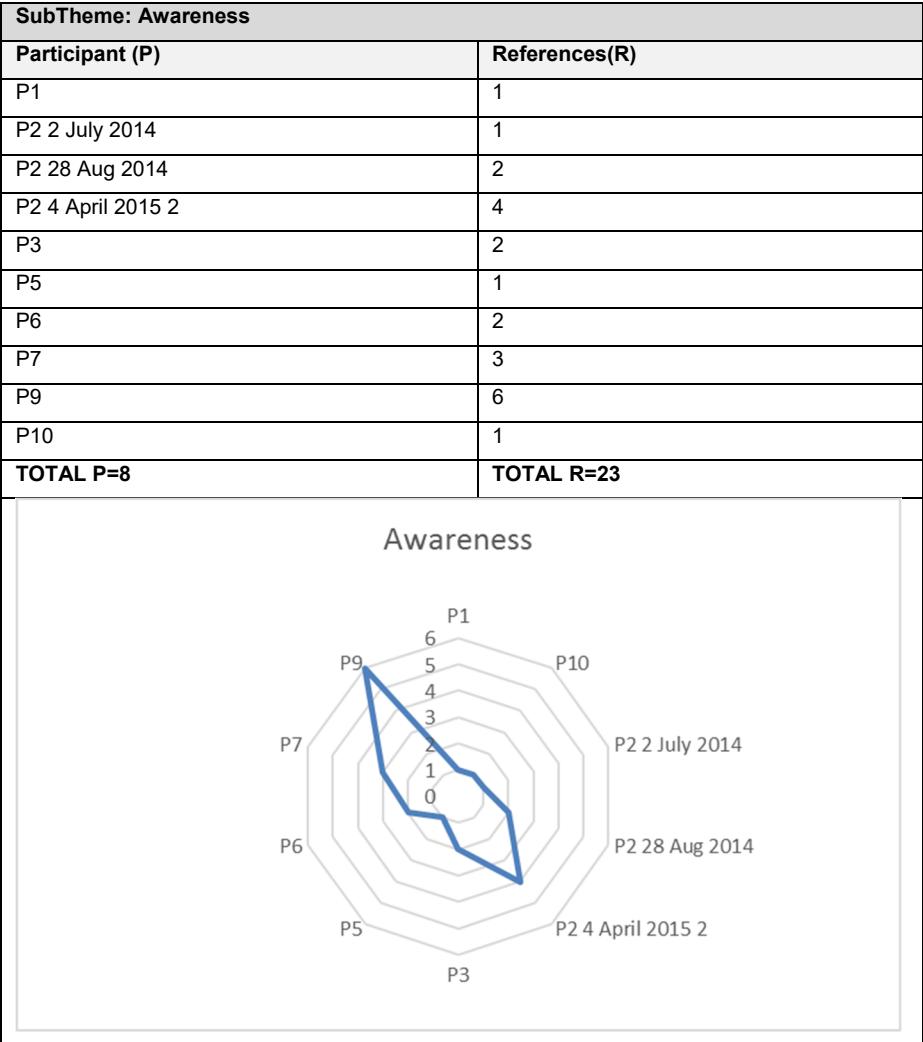 SubTheme: Awareness
Participant (P) References(R)
P1 1
P2 2 July 2014 1
P2 28 Aug 2014 2
P2 4 April 2015 2 4
P3 2
P5 1
P6 2
P7 3
P9 6
P10 1
TOTAL P=8 TOTAL R=23
Awareness
P1
6
P9 5 P10
4
3
P7 2 P2 2 July 2014
1
0
P6 P2 28 Aug 2014
P5 P2 4 April 2015 2
P3